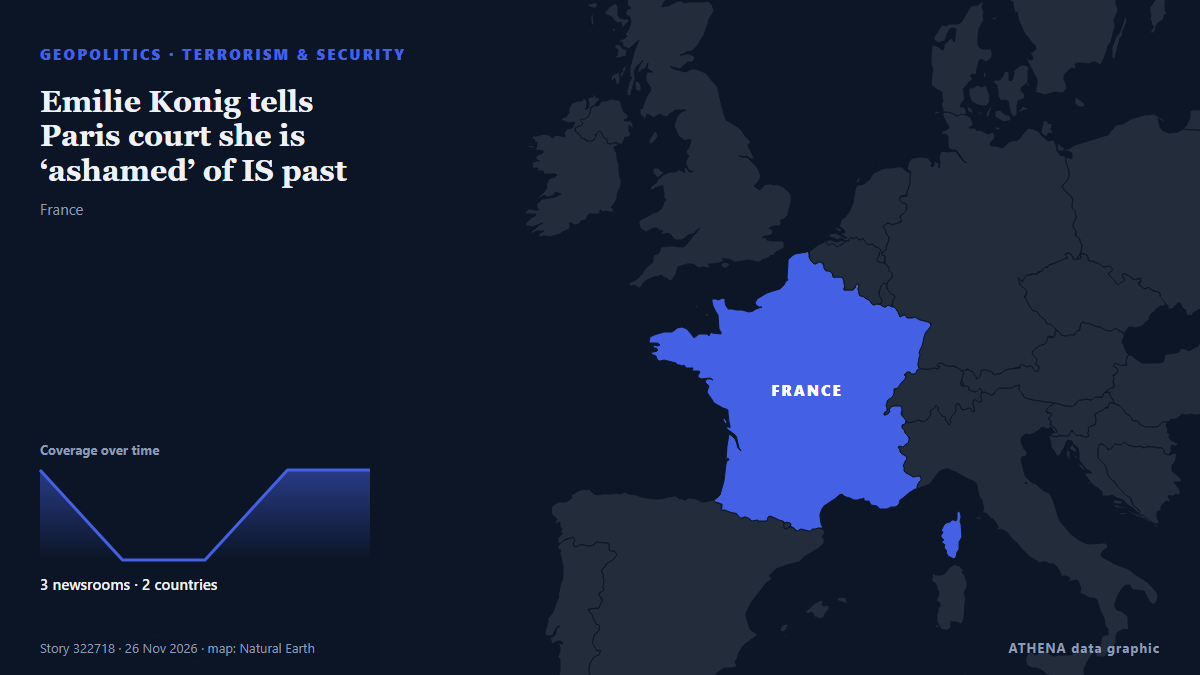 GEOPOLITICS · TERRORISM & SECURITY
Emilie Konig tells
Paris court she is
‘ashamed’ of IS past
France
FRANCE
Coverage over time
3 newsrooms · 2 countries
Story 322718 · 26 Nov 2026 · map: Natural Earth
ATHENA data graphic